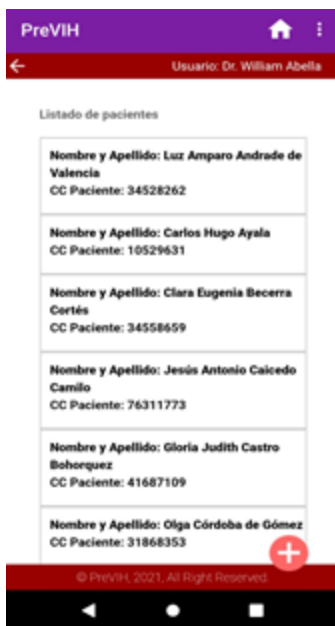 PreVIH
Usuario: Dr. William Abella
Listado de pacientes
Nombre y Apellido: Luz Amparo Andrade de
Valencia
CC Paciente: 34528262
Nombre y Apellido: Carlos Hugo Ayala
CC Paciente: 10529631
Nombre y Apellido: Clara Eugenia Becerra
Cortés
CC Paciente: 34558659
Nombre y Apellido: Jesús Antonio Caicedo
Camilo
CC Paciente: 76311773
Nombre y Apellido: Gloria Judith Castro
Bohorquez
CC Paciente: 41687109
Nombre y Apellido: Olga Córdoba de Gómez
CC Paciente: 31868353
© PreVIH, 2021, All Right Reserved.